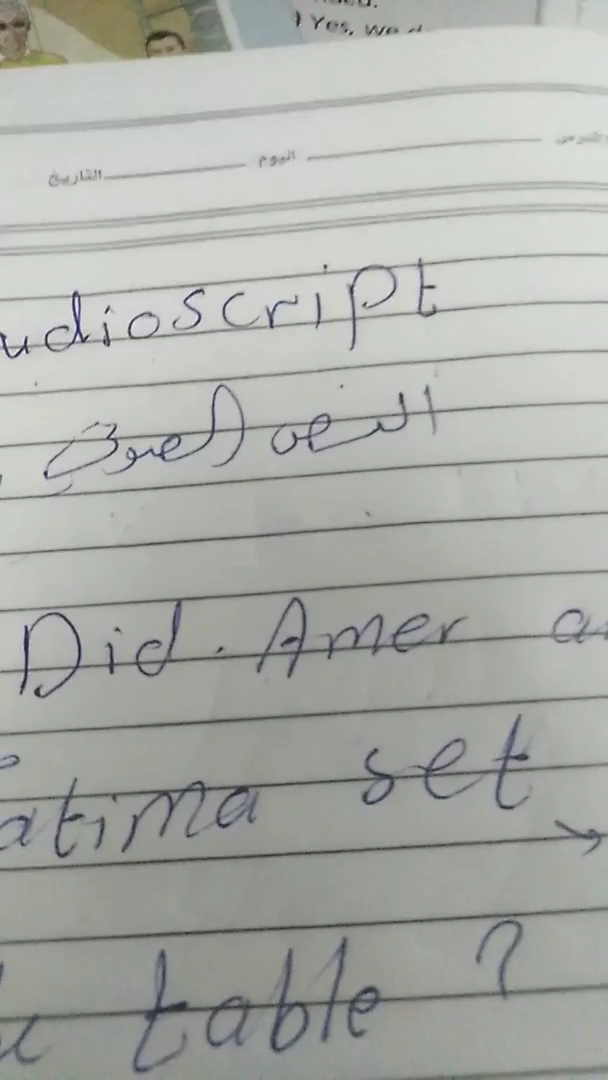 Yes, we
التاريخ اليوم
udioscript
النص الصوتي
Did. Amer a
atima set
table ?